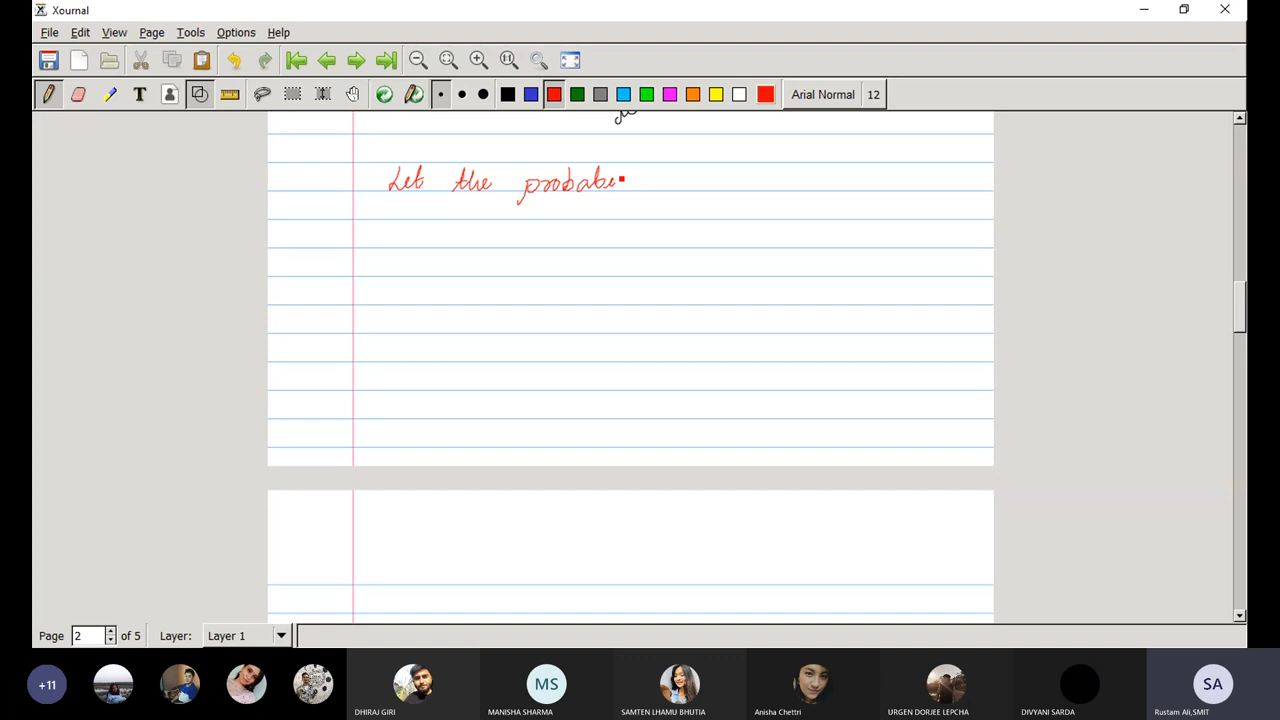 Xournal
File Edit View Page Tools Options Help
T Arial Normal 12
Let the probabi
Page 2 of 5 Layer: Layer 1
+11 DHIRAJ GIRI MS MANISHA SHARMA SAMTEN LHAMU BHUTIA Anisha Chettri URGEN DORJEE LEPCHA DIVYANI SARDA SA Rustam Ali,SMIT